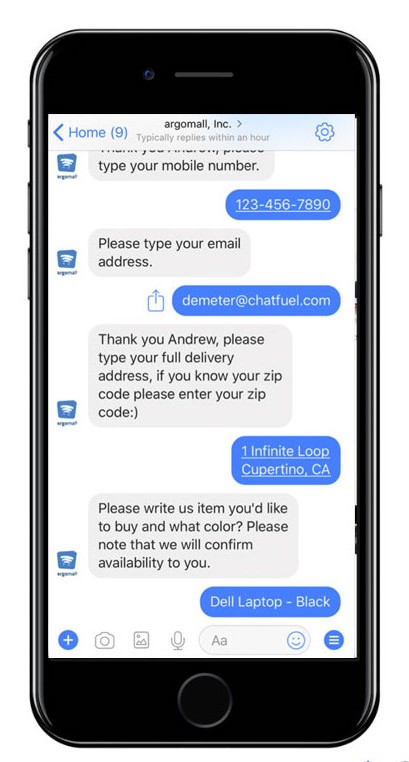 argomall, Inc. >
Home (9)
Typically replies within an hour
Thank you Andrew, please
type your mobile number.
argomall
123-456-7890
Please type your email
address.
argomall
demeter@chatfuel.com
Thank you Andrew, please
type your full delivery
address, if you know your zip
code please enter your zip
code:)
argomall
1 Infinite Loop
Cupertino, CA
Please write us item you'd like
to buy and what color? Please
note that we will confirm
availability to you.
argomall
Dell Laptop - Black
Aa